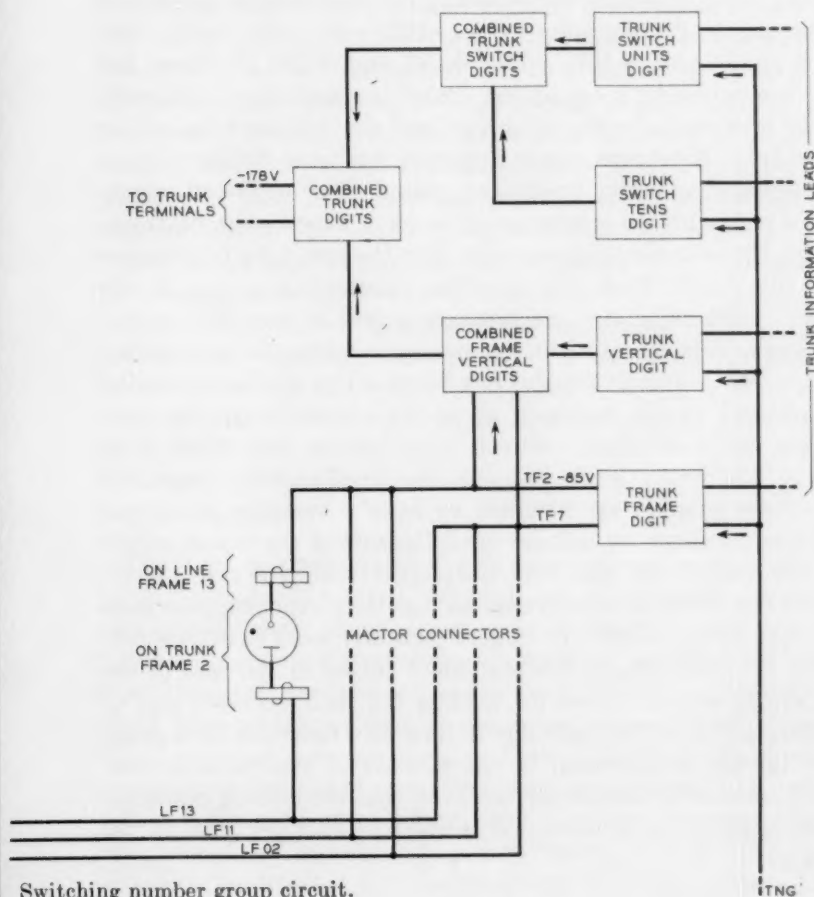 COMBINED
TRUNK
SWITCH
DIGITS
TRUNK
SWITCH
UNITS
DIGIT
-178V
TO TRUNK
TERMINALS
COMBINED
TRUNK
DIGITS
TRUNK
SWITCH
TENS
DIGIT
TRUNK INFORMATION LEADS
COMBINED
FRAME
VERTICAL
DIGITS
TRUNK
VERTICAL
DIGIT
TF2 -85V
TF7
TRUNK
FRAME
DIGIT
ON LINE
FRAME 13
ON TRUNK
FRAME 2
MACTOR CONNECTORS
LF13
LF11
LF 02
TNG
Switching number group circuit.